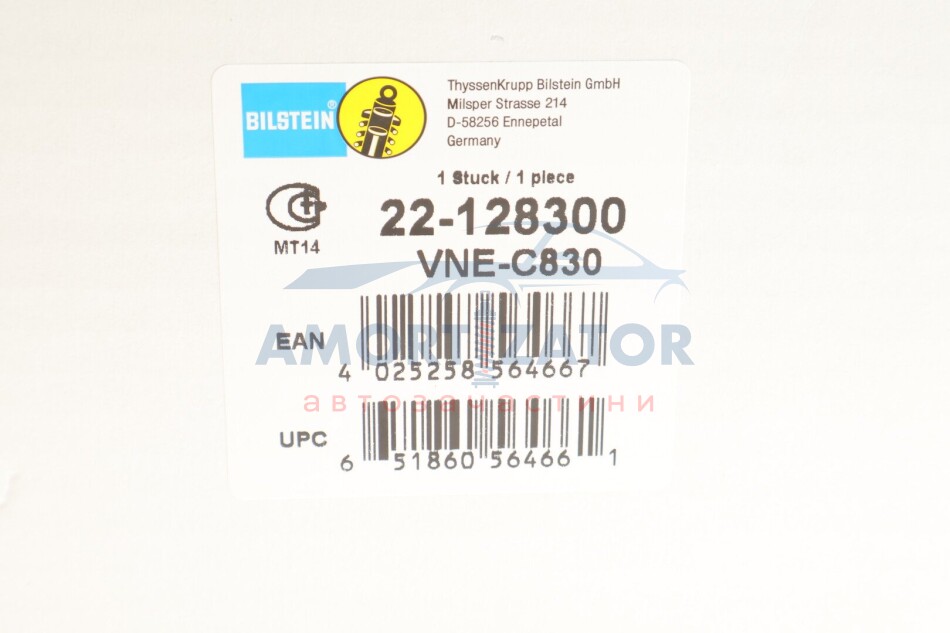 BILSTEIN®
ThyssenKrupp Bilstein GmbH
Milsper Strasse 214
D-58256 Ennepetal
Germany
1 Stuck / 1 piece
22-128300
VNE-C830
MT14
EAN
4 025258 564667
AMORTIZATOR
автозапчастини
UPC
6 51860 56466 1